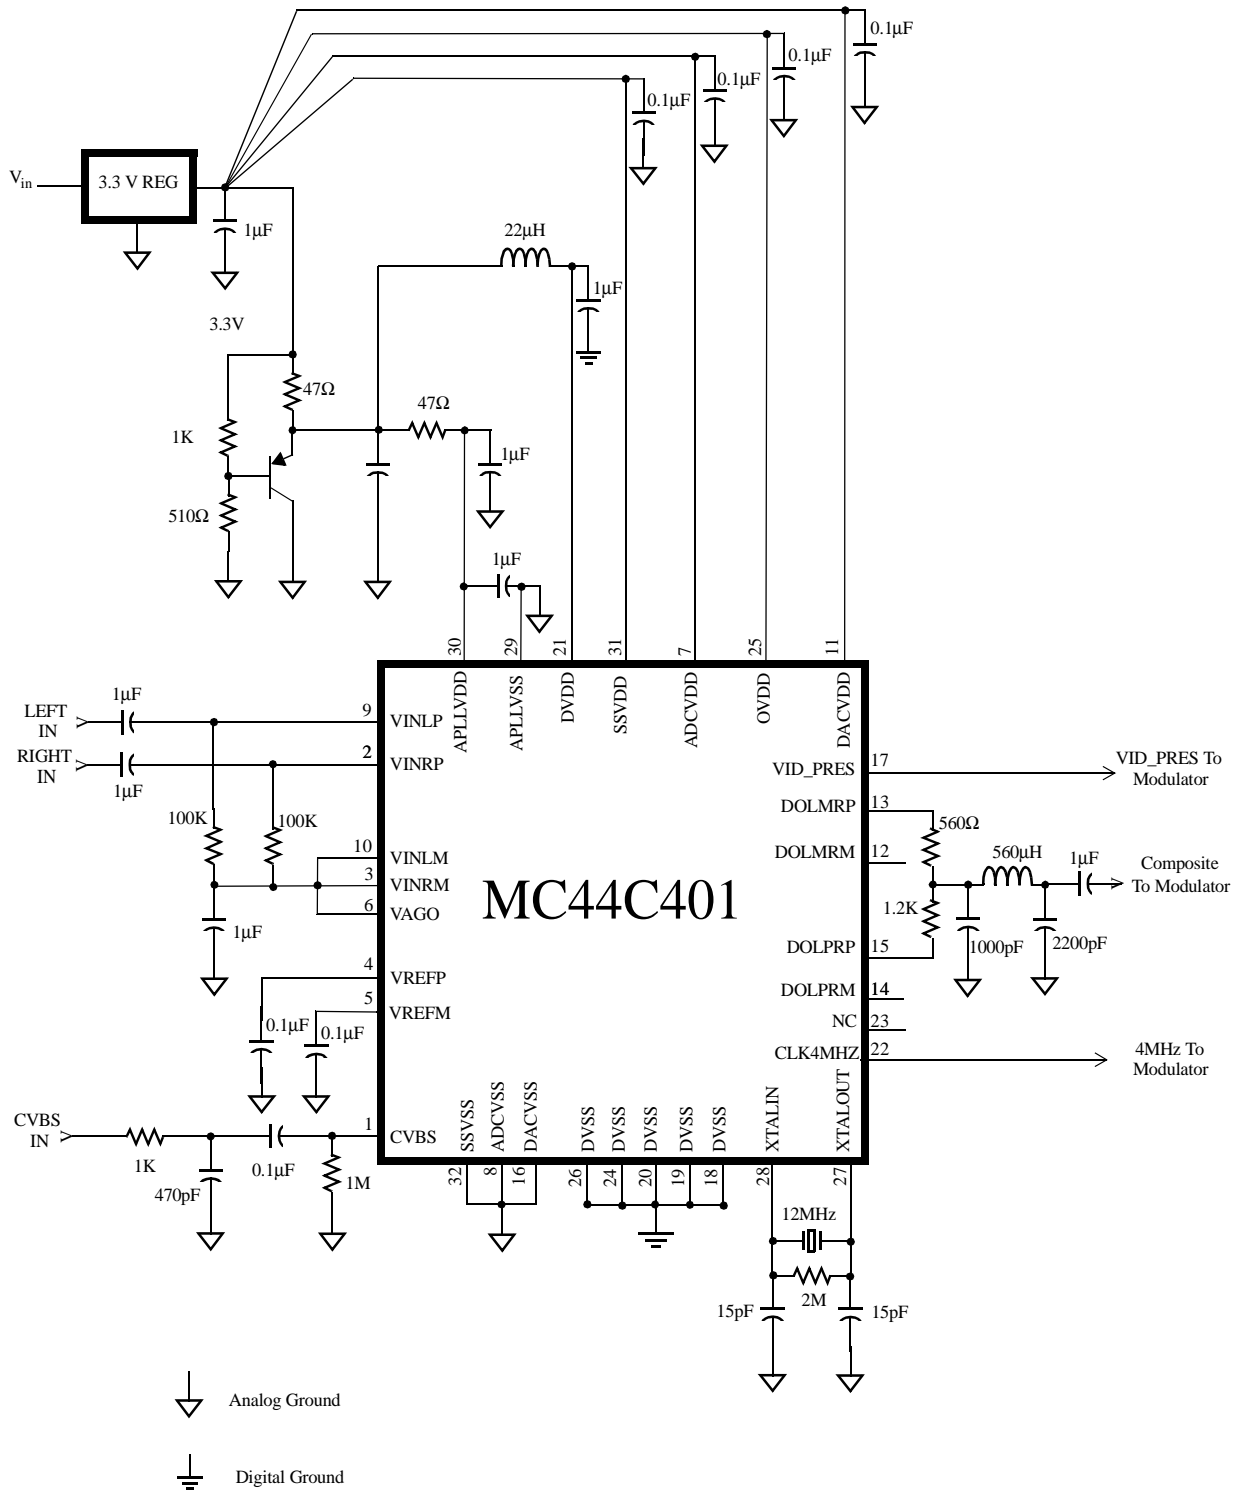 0.1µF
0.1µF
0.1µF
0.1µF
Vin
3.3 V REG
1µF
22µH
1µF
3.3V
47Ω
47Ω
1K
1µF
510Ω
1µF
30
29
21
31
7
25
11
APLLVDD
APLLVSS
DVDD
SSVDD
ADCVDD
OVDD
DACVDD
LEFT
IN
1µF
9
VINLP
RIGHT
IN
1µF
2
VINRP
100K
100K
10
VINLM
3
VINRM
6
VAGO
1µF
4
VREFP
5
VREFM
0.1µF
0.1µF
MC44C401
VID_PRES
17
VID_PRES To
Modulator
DOLMRP
13
560Ω
DOLMRM
12
560µH
1µF
Composite
To Modulator
1.2K
1000pF
2200pF
DOLPRP
15
DOLPRM
14
NC
23
CLK4MHZ
22
4MHz To
Modulator
CVBS
IN
1K
470pF
0.1µF
1M
1
CVBS
SSVSS
ADCVSS
DACVSS
DVSS
DVSS
DVSS
DVSS
DVSS
XTALIN
XTALOUT
32
8
16
26
24
20
19
18
28
27
12MHz
2M
15pF
15pF
Analog Ground
Digital Ground